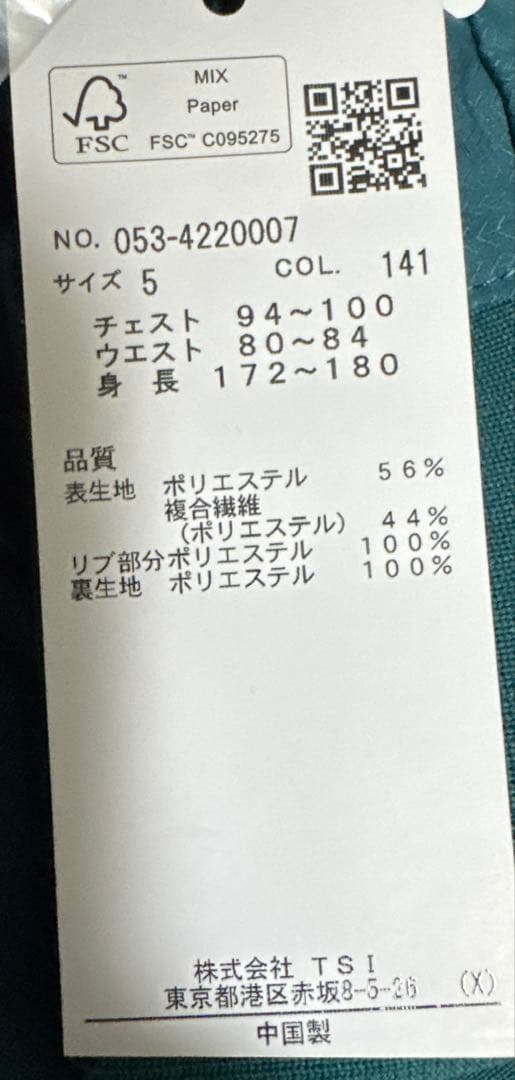 MIX
Paper
FSC™ C095275
FSC
NO. 053-4220007
サイズ 5 COL. 141
チェスト 94～100
ウエスト 80～84
身 長 172～180
品質
表生地 ポリエステル 56%
複合繊維
(ポリエステル) 44%
リブ部分ポリエステル 100%
裏生地 ポリエステル 100%
株式会社 TSI
東京都港区赤坂8-5-26 (X)
中国製